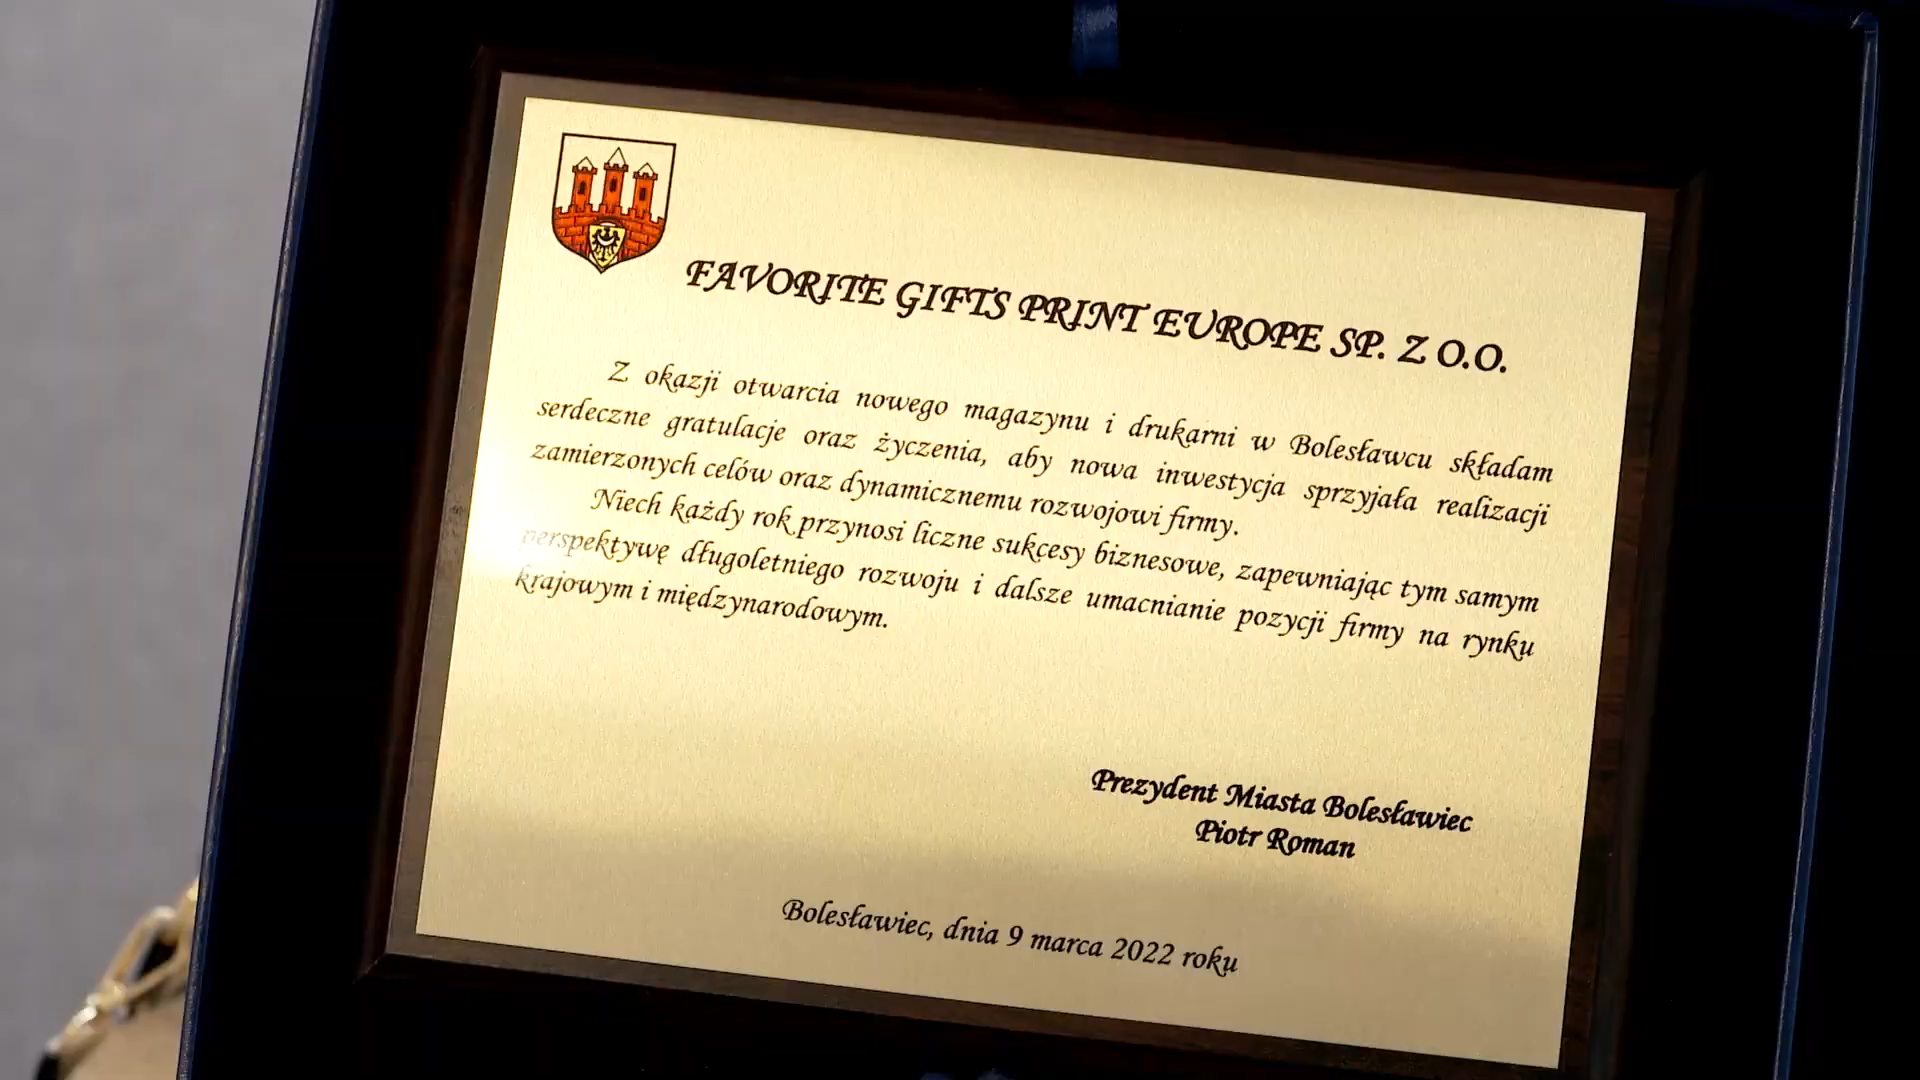 FAVORITE GIFTS PRINT EUROPE SP. Z O.O.
Z okazji otwarcia nowego magazynu i drukarni w Bolesławcu składam
serdeczne gratulacje oraz życzenia, aby nowa inwestycja sprzyjała realizacji
zamierzonych celów oraz dynamicznemu rozwojowi firmy.
Niech każdy rok przynosi liczne sukcesy biznesowe, zapewniając tym samym
perspektywę długoletniego rozwoju i dalsze umacnianie pozycji firmy na rynku
krajowym i międzynarodowym.
Prezydent Miasta Bolesławiec
Piotr Roman
Bolesławiec, dnia 9 marca 2022 roku